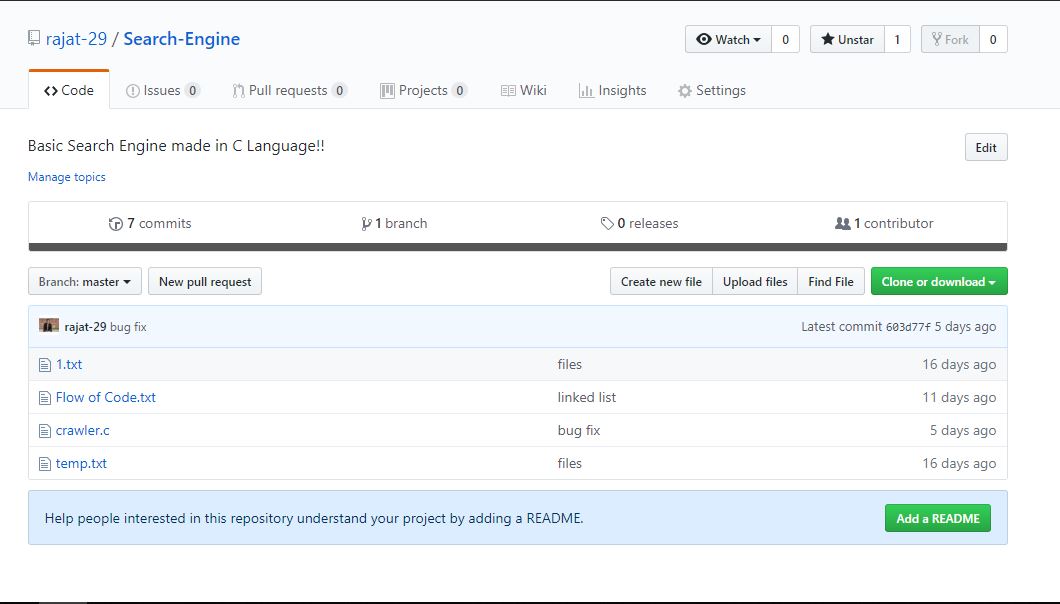 rajat-29 / Search-Engine Watch 0 Unstar 1 Fork 0
Code Issues 0 Pull requests 0 Projects 0 Wiki Insights Settings
Basic Search Engine made in C Language!! Edit
Manage topics
7 commits 1 branch 0 releases 1 contributor
Branch: master New pull request Create new file Upload files Find File Clone or download
rajat-29 bug fix Latest commit 603d77f 5 days ago
1.txt files 16 days ago
Flow of Code.txt linked list 11 days ago
crawler.c bug fix 5 days ago
temp.txt files 16 days ago
Help people interested in this repository understand your project by adding a README. Add a README